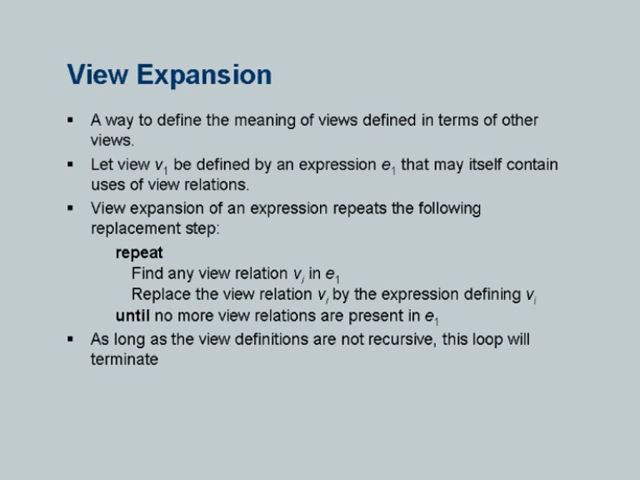 View Expansion
▪ A way to define the meaning of views defined in terms of other
views.
▪ Let view v1 be defined by an expression e1 that may itself contain
uses of view relations.
▪ View expansion of an expression repeats the following
replacement step:
repeat
Find any view relation vi in e1
Replace the view relation vi by the expression defining vi
until no more view relations are present in e1
▪ As long as the view definitions are not recursive, this loop will
terminate